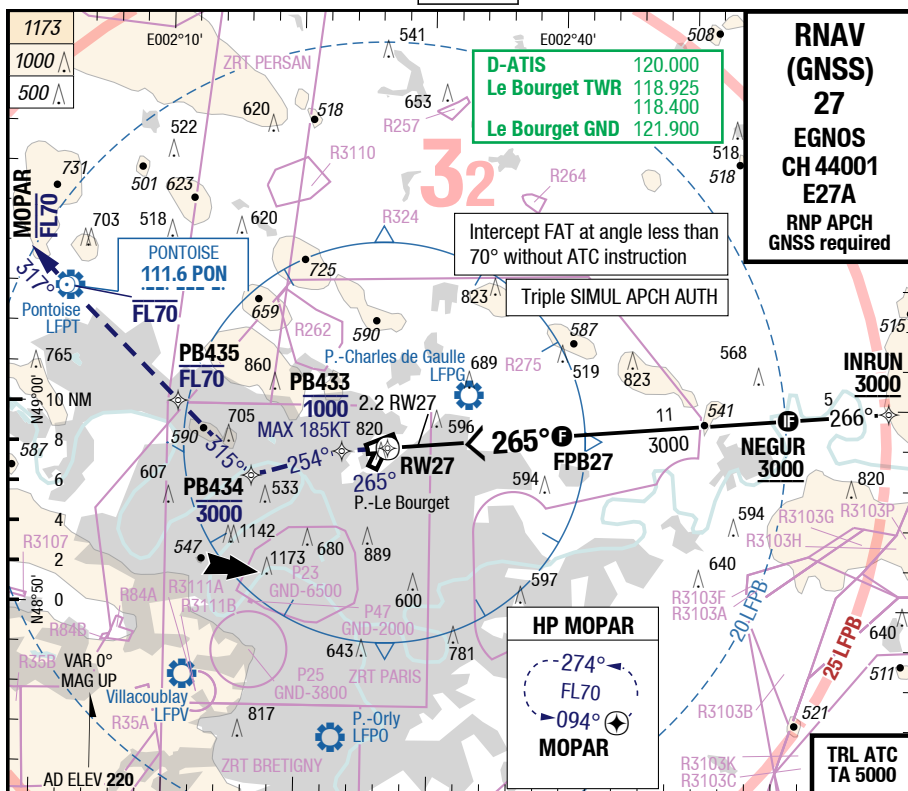 1173
1000
500
E002°10'
541
E002°40'
508
RNAV
(GNSS)
27
EGNOS
CH 44001
E27A
RNP APCH
GNSS required
ZRT PERSAN
D-ATIS 120.000
Le Bourget TWR 118.925
118.400
Le Bourget GND 121.900
653
R257
620
518
522
32
R3110
518
518
731
501
623
R264
MOPAR
FL70
703
518
620
R324
Intercept FAT at angle less than
70° without ATC instruction
PONTOISE
111.6 PON
317°
725
Triple SIMUL APCH AUTH
823
Pontoise
LFPT
FL70
659
590
R262
587
515
765
PB435
FL70
860
P.-Charles de Gaulle
LFPG
689
R275
519
823
568
INRUN
3000
N49°00'
10 NM
PB433
1000
MAX 185KT
2.2 RW27
705
820
596
590
315°
254°
265°
RW27
265°
F
FPB27
11
3000
541
IF
NEGUR
3000
5
266°
8
587
6
607
PB434
3000
533
P.-Le Bourget
594
820
4
1142
R3103G
R3103P
R3103H
594
R3107
547
1173
680
889
2
R3111A
P23
GND-6500
640
R84A
R3111B
600
597
R3103F
R3103A
0
N48°50'
P47
GND-2000
20 LFPB
R84B
HP MOPAR
640
R35B
VAR 0°
MAG UP
643
781
ZRT PARIS
274°
FL70
094°
MOPAR
25 LFPB
511
Villacoublay
LFPV
P25
GND-3800
R3103B
R35A
817
P.-Orly
LFPO
521
AD ELEV 220
ZRT BRETIGNY
R3103K
R3103C
TRL ATC
TA 5000